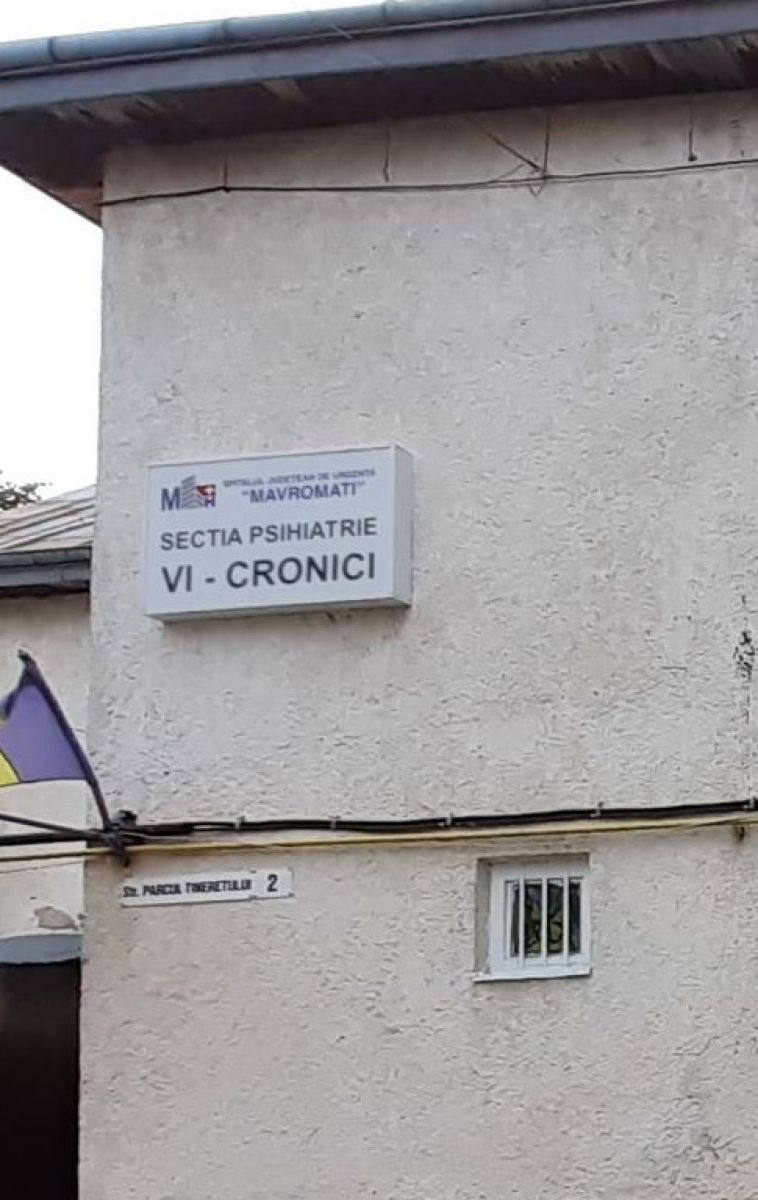 SPITALUL JUDETEAN DE URGENTA
"MAVROMATI"
SECTIA PSIHIATRIE
VI - CRONICI
Str. PARCUL TINERETULUI 2